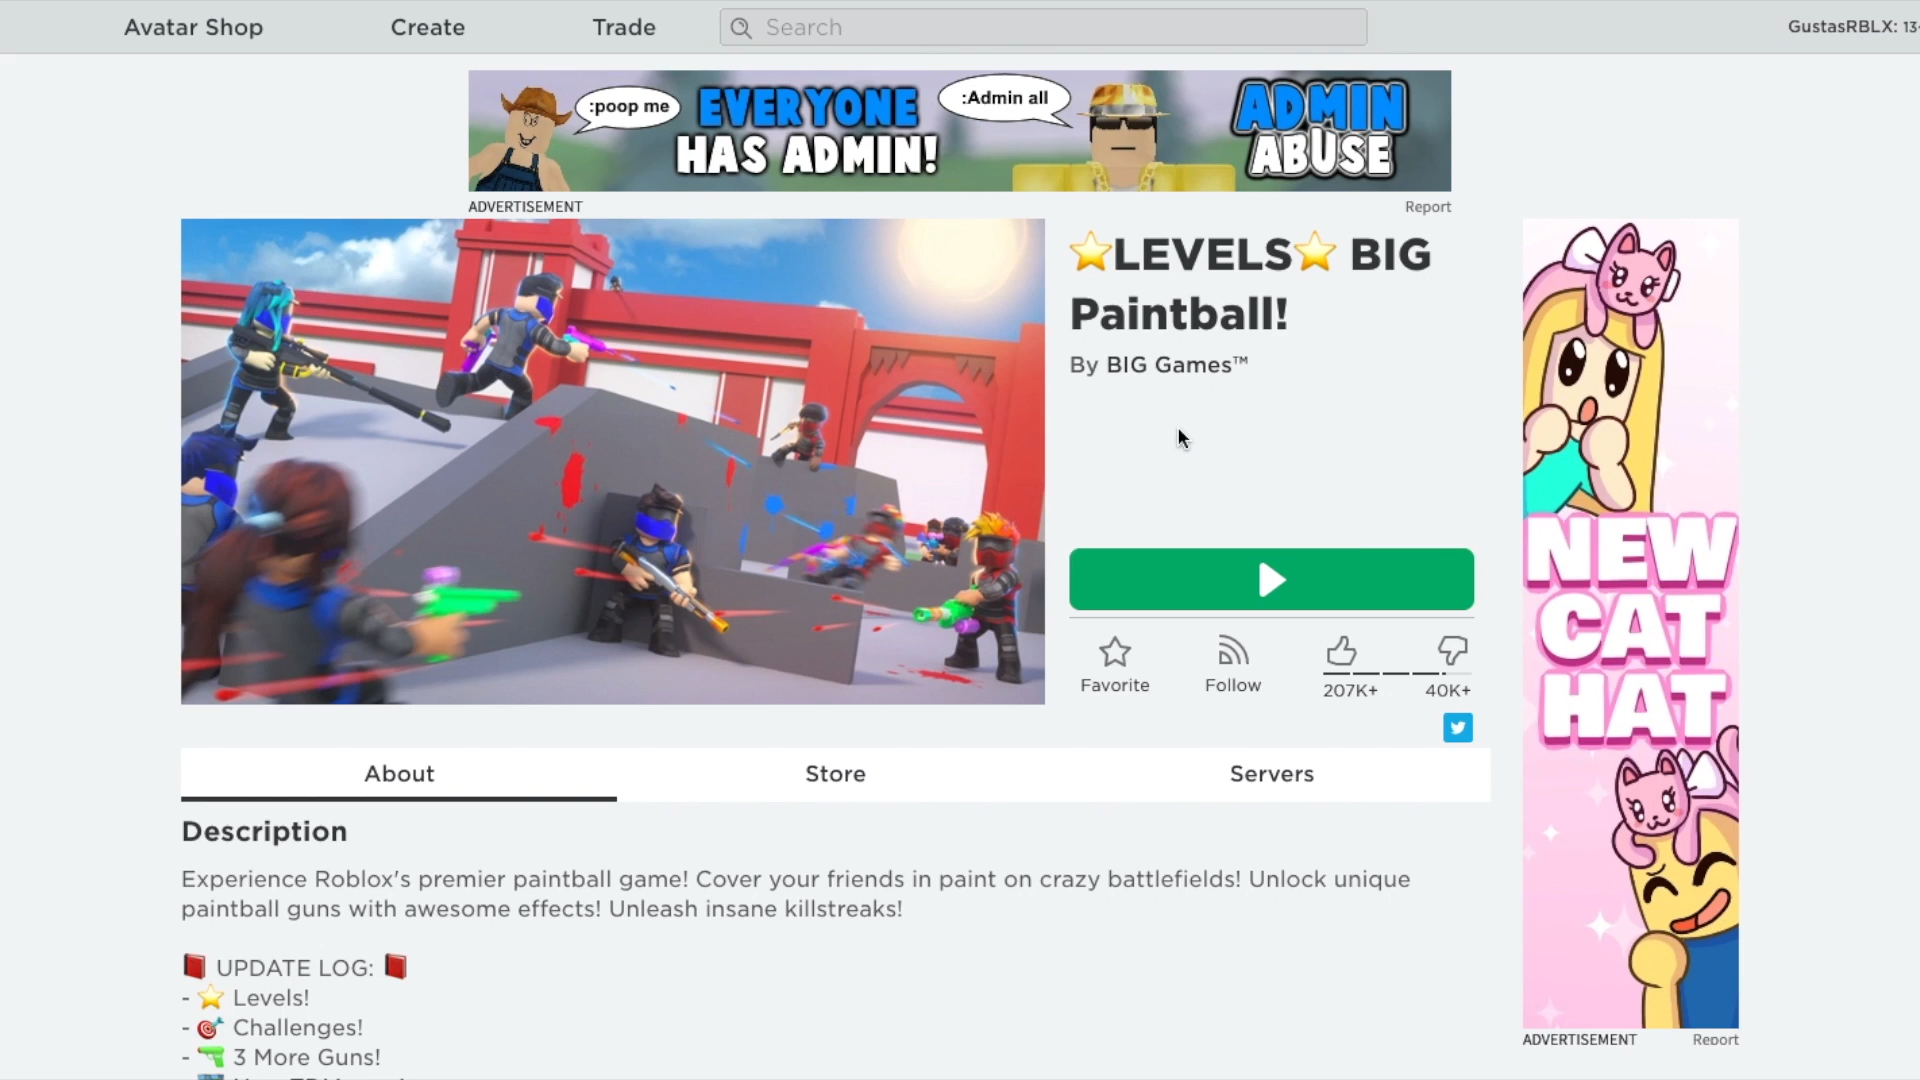 Avatar Shop
Create
Trade
Search
GustasRBLX: 13
:poop me
EVERYONE
HAS ADMIN!
:Admin all
ADMIN
ABUSE
ADVERTISEMENT
Report
⭐LEVELS⭐ BIG
Paintball!
By BIG Games™
Favorite
Follow
207K+
40K+
NEW
CAT
HAT
ADVERTISEMENT
Report
About
Store
Servers
Description
Experience Roblox's premier paintball game! Cover your friends in paint on crazy battlefields! Unlock unique
paintball guns with awesome effects! Unleash insane killstreaks!
📕 UPDATE LOG: 📕
- ⭐ Levels!
- 🎯 Challenges!
- 🔫 3 More Guns!